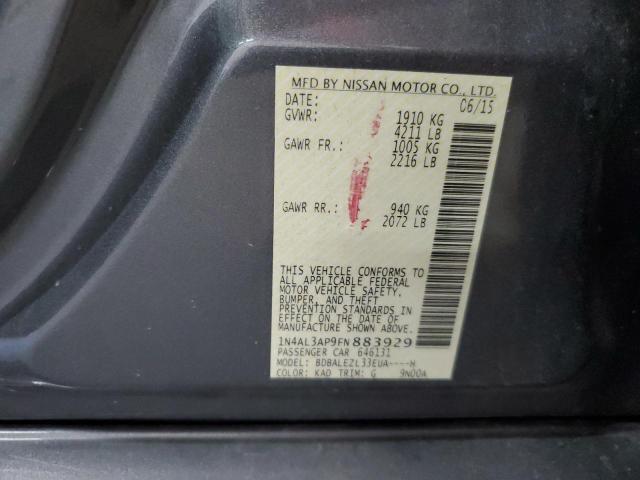 MFD BY NISSAN MOTOR CO., LTD.
DATE: 06/15
GVWR: 1910 KG
4211 LB
GAWR FR.: 1005 KG
2216 LB
GAWR RR.: 940 KG
2072 LB
THIS VEHICLE CONFORMS TO
ALL APPLICABLE FEDERAL
MOTOR VEHICLE SAFETY,
BUMPER, AND THEFT
PREVENTION STANDARDS IN
EFFECT ON THE DATE OF
MANUFACTURE SHOWN ABOVE.
1N4AL3AP9FN883929
PASSENGER CAR 646131
MODEL: BDBALEZL33EUA----H
COLOR: KAD TRIM: G 9N00A